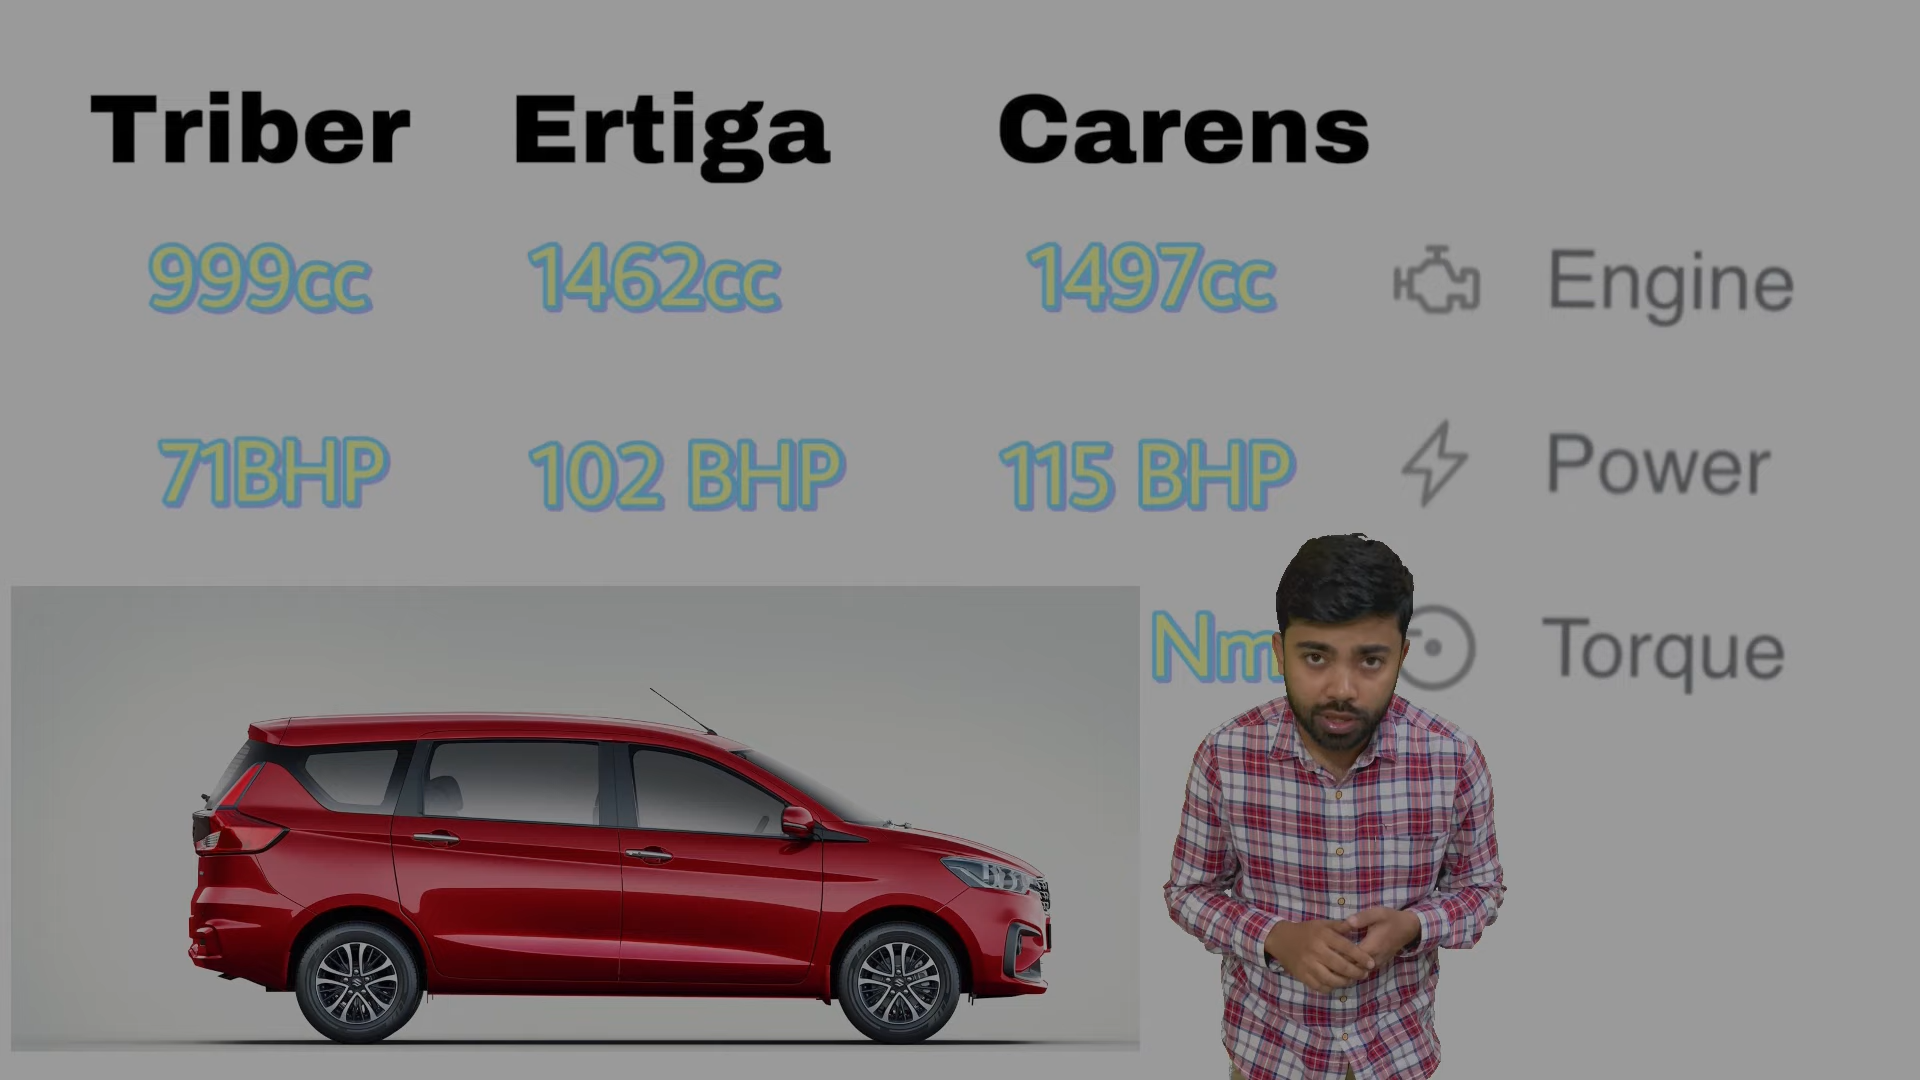 Triber Ertiga Carens
999cc 1462cc 1497cc Engine
71BHP 102 BHP 115 BHP Power
Nm Torque